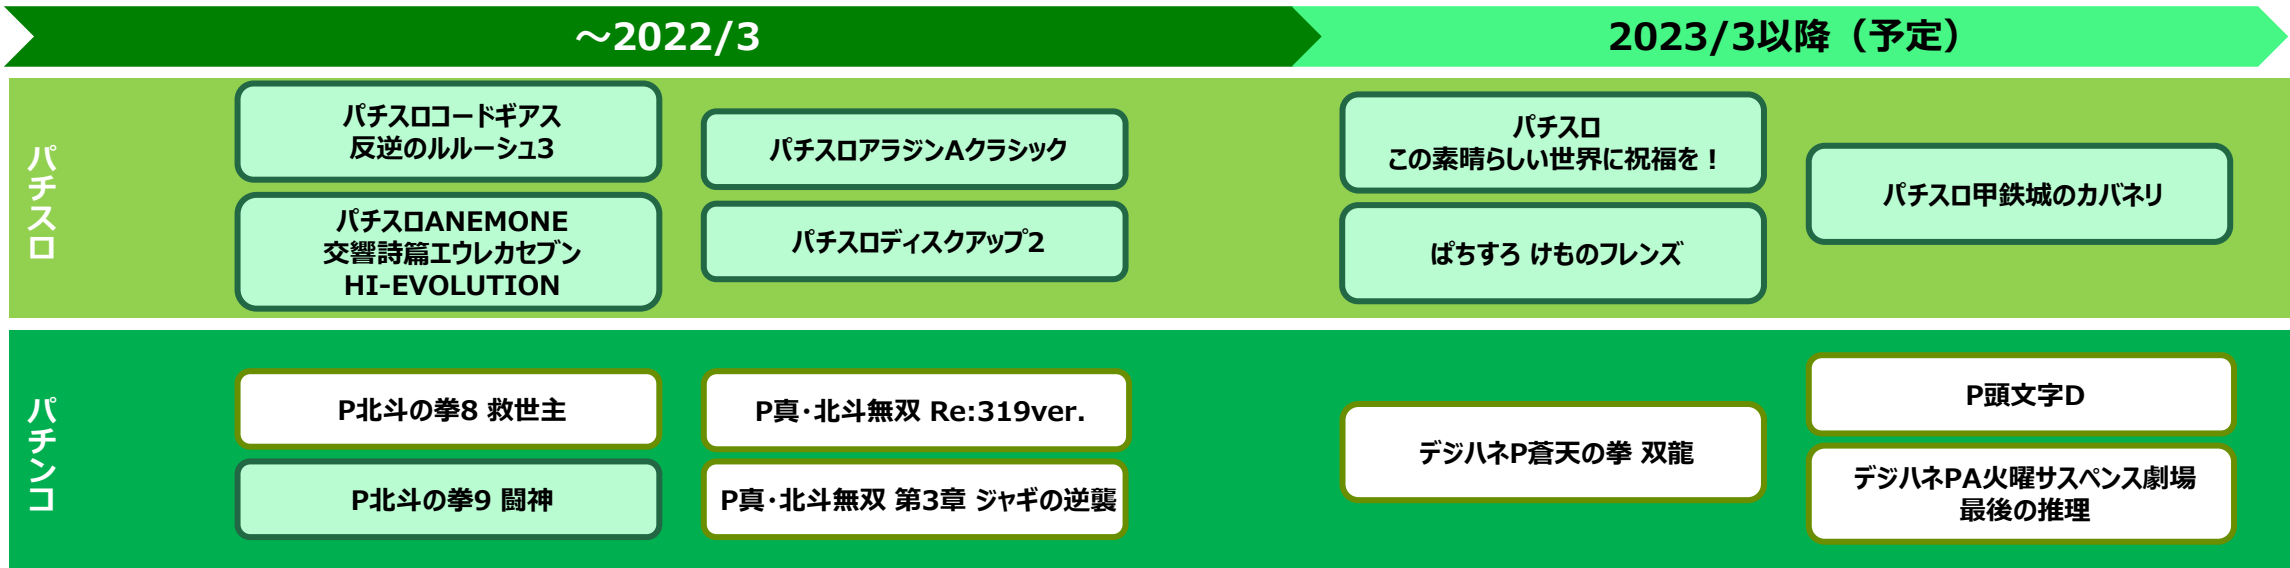 ～2022/3
2023/3以降（予定）
パチスロ
パチスロコードギアス
反逆のルルーシュ3
パチスロアラジンAクラシック
パチスロANEMONE
交響詩篇エウレカセブン
HI-EVOLUTION
パチスロディスクアップ2
パチスロ
この素晴らしい世界に祝福を！
ぱちすろ けものフレンズ
パチスロ甲鉄城のカバネリ
パチンコ
P北斗の拳8 救世主
P真・北斗無双 Re:319ver.
P北斗の拳9 闘神
P真・北斗無双 第3章 ジャギの逆襲
デジハネP蒼天の拳 双龍
P頭文字D
デジハネPA火曜サスペンス劇場
最後の推理